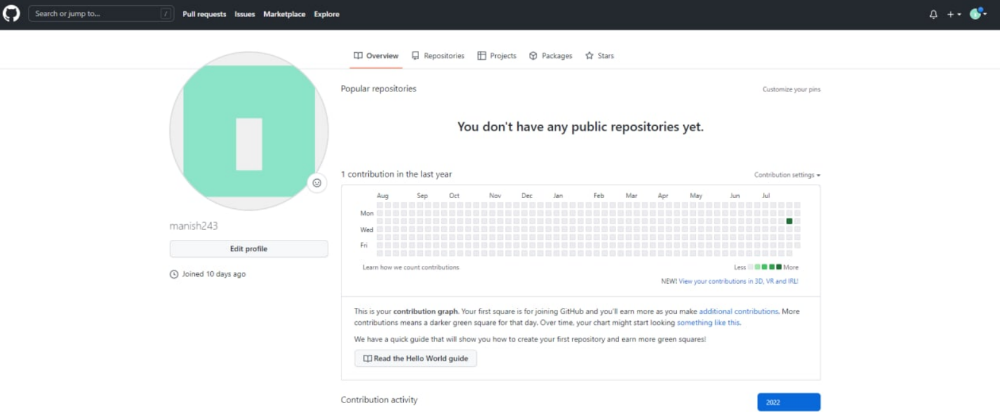 Search or jump to... /
Pull requests Issues Marketplace Explore
Overview Repositories Projects Packages Stars
Popular repositories Customize your pins
You don't have any public repositories yet.
1 contribution in the last year Contribution settings
Aug Sep Oct Nov Dec Jan Feb Mar Apr May Jun Jul
Mon
Wed
Fri
Learn how we count contributions Less More
NEW! View your contributions in 3D, VR and IRL!
manish243
Edit profile
Joined 10 days ago
This is your contribution graph. Your first square is for joining GitHub and you'll earn more as you make additional contributions. More
contributions means a darker green square for that day. Over time, your chart might start looking something like this.
We have a quick guide that will show you how to create your first repository and earn more green squares!
Read the Hello World guide
Contribution activity 2022